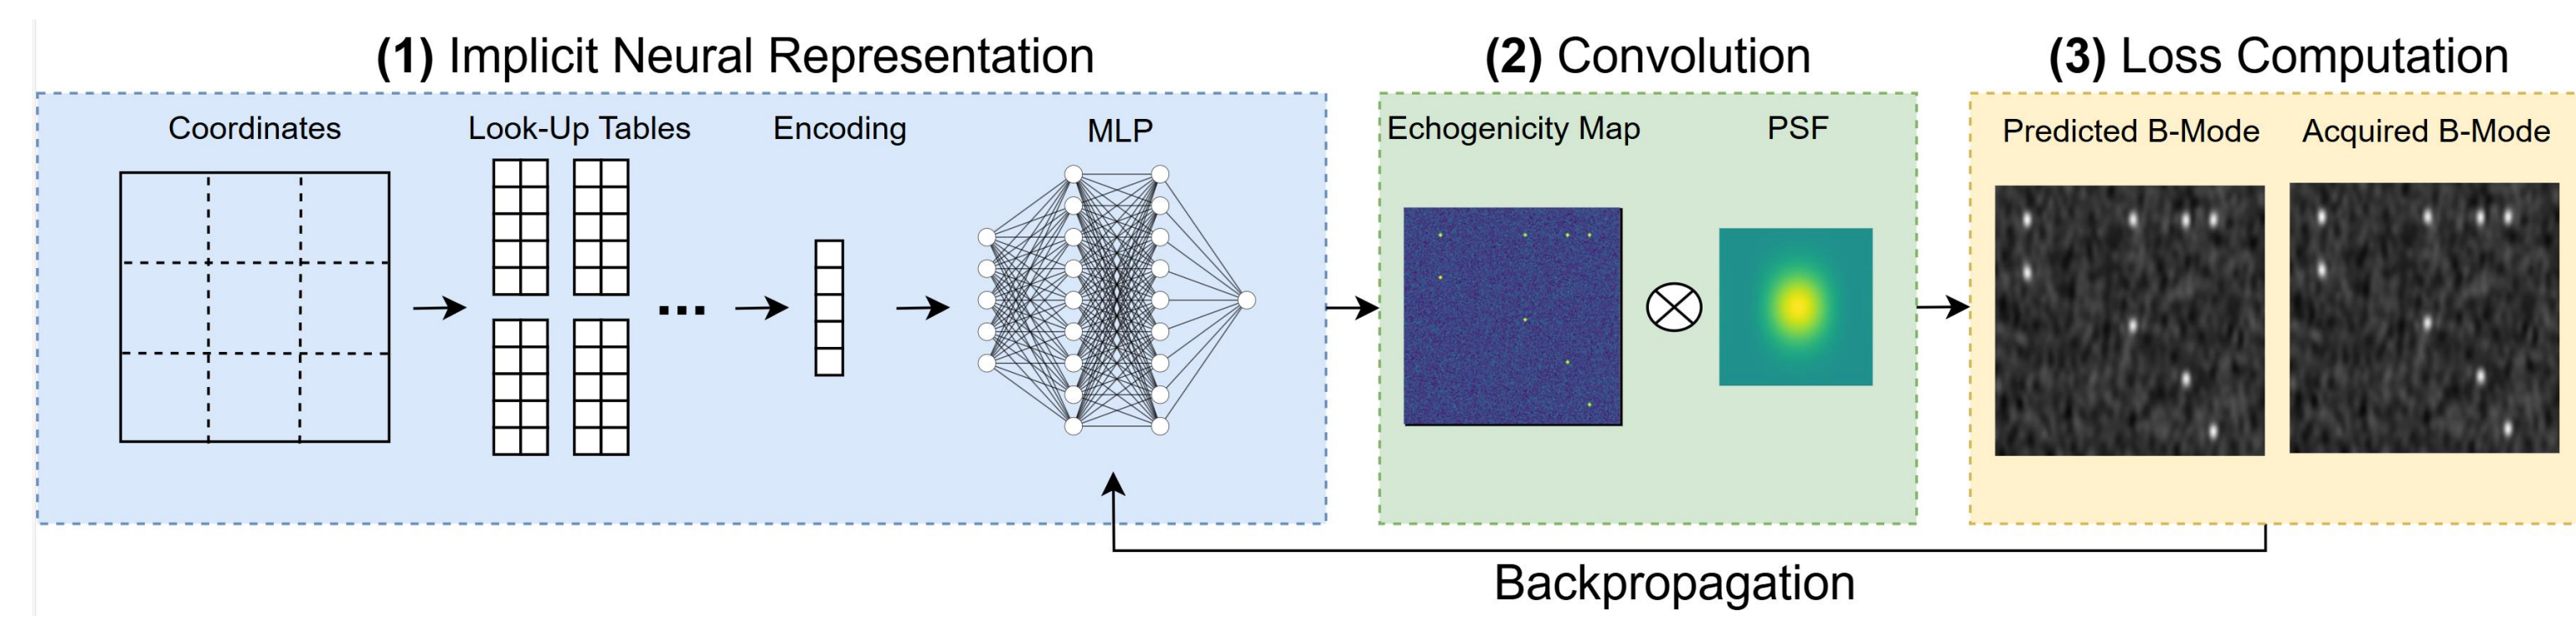 (1) Implicit Neural Representation
(2) Convolution
(3) Loss Computation
Coordinates
Look-Up Tables
Encoding
MLP
Echogenicity Map
PSF
Predicted B-Mode
Acquired B-Mode
...
Backpropagation